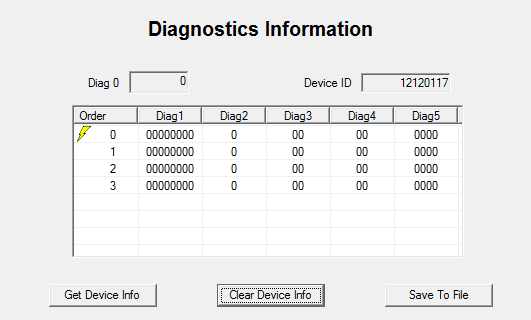 Diagnostics Information
Diag 0 0 Device ID 12120117
Order Diag1 Diag2 Diag3 Diag4 Diag5
0 00000000 0 00 00 0000
1 00000000 0 00 00 0000
2 00000000 0 00 00 0000
3 00000000 0 00 00 0000
Get Device Info Clear Device Info Save To File